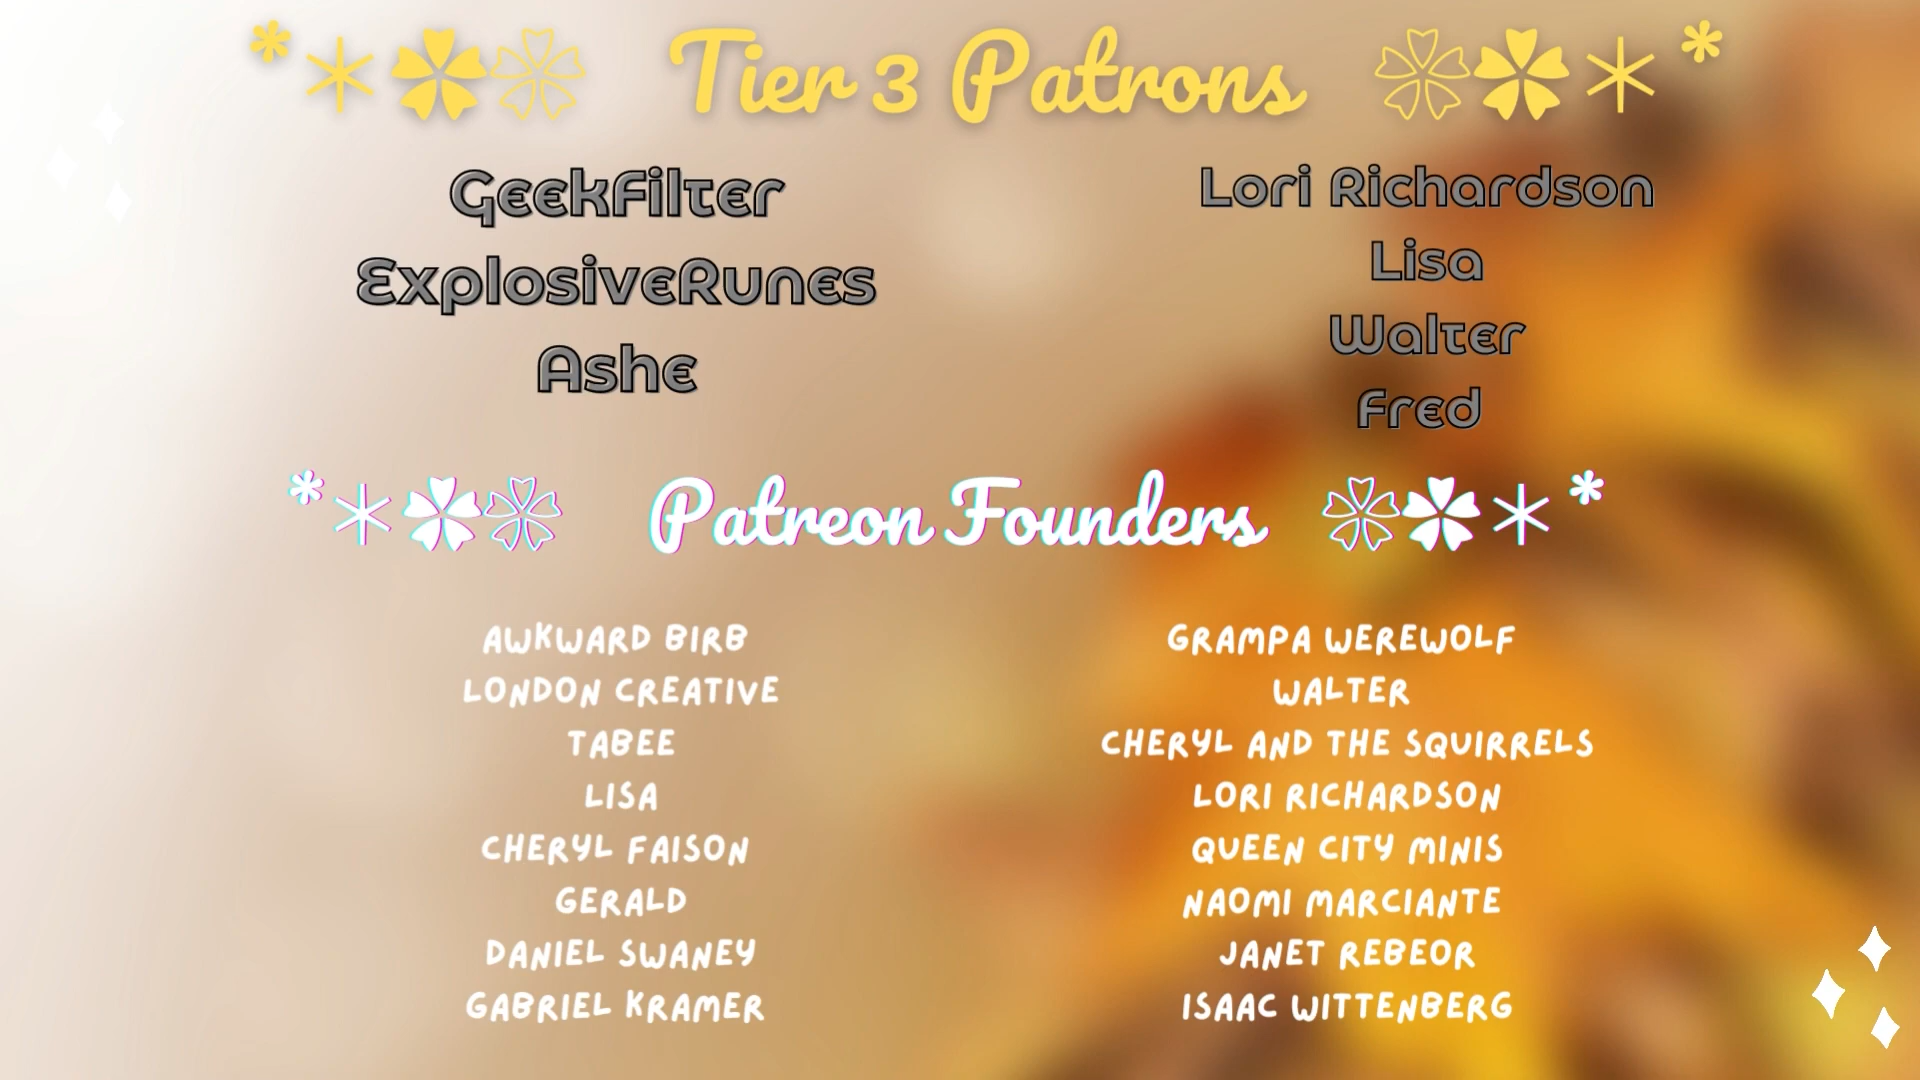 Tier 3 Patrons
GeekFilter
ExplosiveRunes
Ashe
Lori Richardson
Lisa
Walter
Fred
Patreon Founders
AWKWARD BIRB
LONDON CREATIVE
TABEE
LISA
CHERYL FAISON
GERALD
DANIEL SWANEY
GABRIEL KRAMER
GRAMPA WEREWOLF
WALTER
CHERYL AND THE SQUIRRELS
LORI RICHARDSON
QUEEN CITY MINIS
NAOMI MARCIANTE
JANET REBEOR
ISAAC WITTENBERG